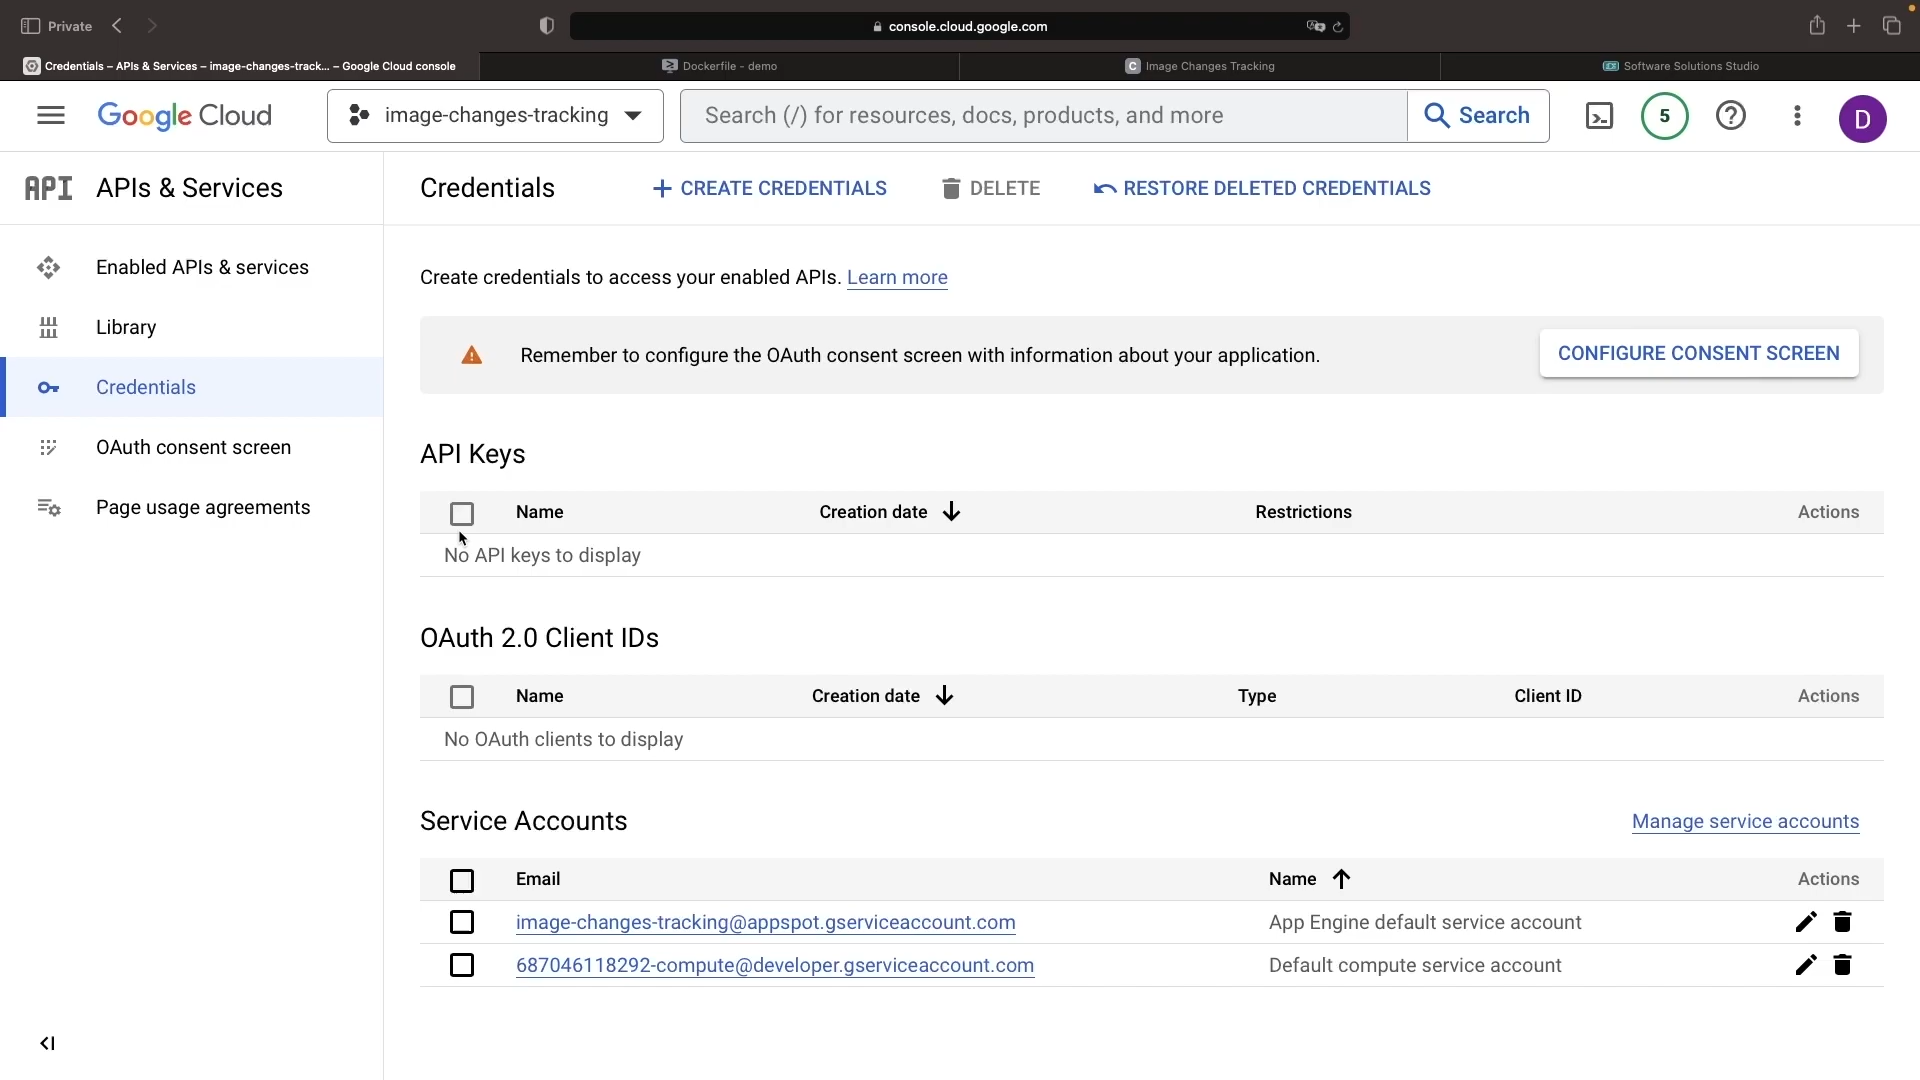 Private
console.cloud.google.com
Credentials – APIs & Services – image-changes-track... – Google Cloud console
Dockerfile - demo
C Image Changes Tracking
Software Solutions Studio
Google Cloud
image-changes-tracking
Search (/) for resources, docs, products, and more
Search
5
D
API APIs & Services
Credentials
CREATE CREDENTIALS
DELETE
RESTORE DELETED CREDENTIALS
Enabled APIs & services
Library
Credentials
OAuth consent screen
Page usage agreements
Create credentials to access your enabled APIs. Learn more
Remember to configure the OAuth consent screen with information about your application.
CONFIGURE CONSENT SCREEN
API Keys
Name Creation date Restrictions Actions
No API keys to display
OAuth 2.0 Client IDs
Name Creation date Type Client ID Actions
No OAuth clients to display
Service Accounts
Manage service accounts
Email Name Actions
image-changes-tracking@appspot.gserviceaccount.com App Engine default service account
687046118292-compute@developer.gserviceaccount.com Default compute service account